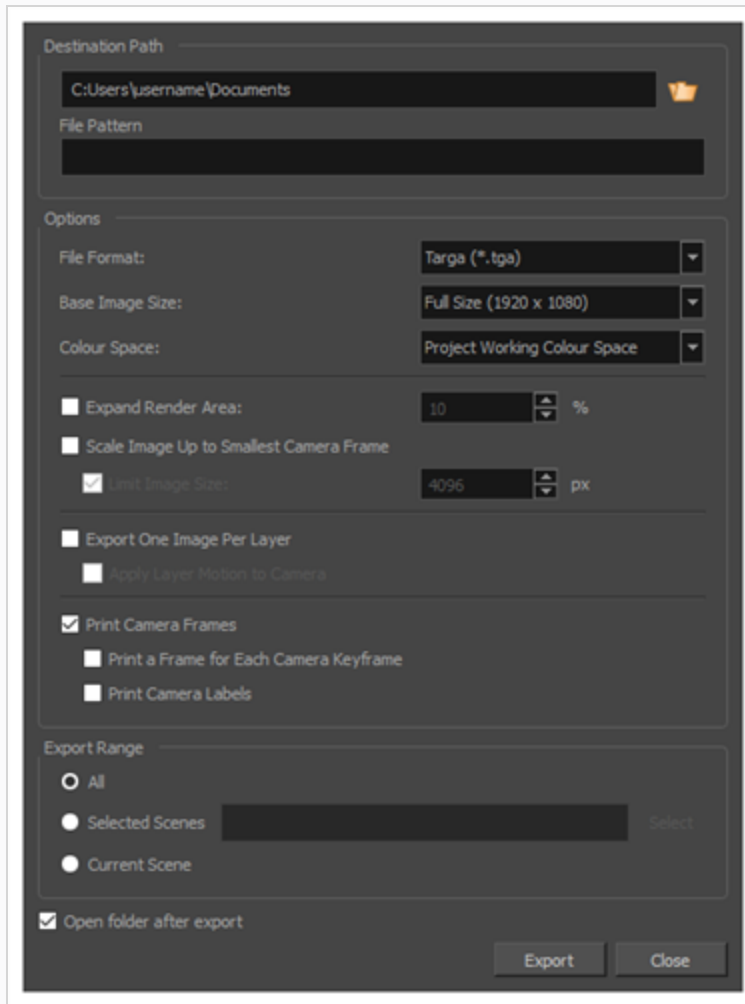 Destination Path
C:Users\username\Documents
File Pattern
Options
File Format: Targa (*.tga)
Base Image Size: Full Size (1920 x 1080)
Colour Space: Project Working Colour Space
Expand Render Area: 10 %
Scale Image Up to Smallest Camera Frame
Limit Image Size: 4096 px
Export One Image Per Layer
Apply Layer Motion to Camera
Print Camera Frames
Print a Frame for Each Camera Keyframe
Print Camera Labels
Export Range
All
Selected Scenes Select
Current Scene
Open folder after export
Export Close